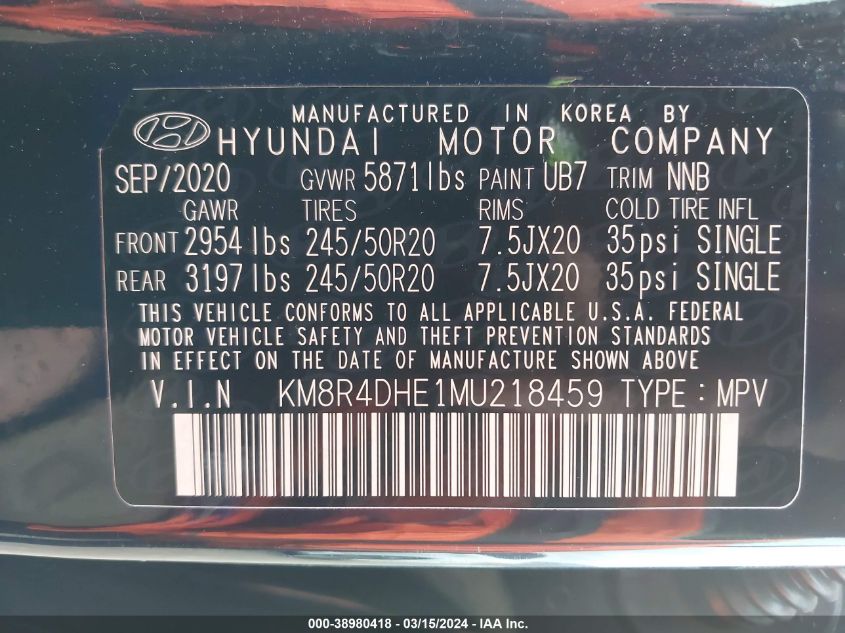 MANUFACTURED IN KOREA BY
HYUNDAI MOTOR COMPANY
SEP/2020 GVWR 5871lbs PAINT UB7 TRIM NNB
GAWR TIRES RIMS COLD TIRE INFL
FRONT 2954lbs 245/50R20 7.5JX20 35psi SINGLE
REAR 3197lbs 245/50R20 7.5JX20 35psi SINGLE
THIS VEHICLE CONFORMS TO ALL APPLICABLE U.S.A. FEDERAL
MOTOR VEHICLE SAFETY AND THEFT PREVENTION STANDARDS
IN EFFECT ON THE DATE OF MANUFACTURE SHOWN ABOVE
V.I.N KM8R4DHE1MU218459 TYPE : MPV
000-38980418 - 03/15/2024 - IAA Inc.